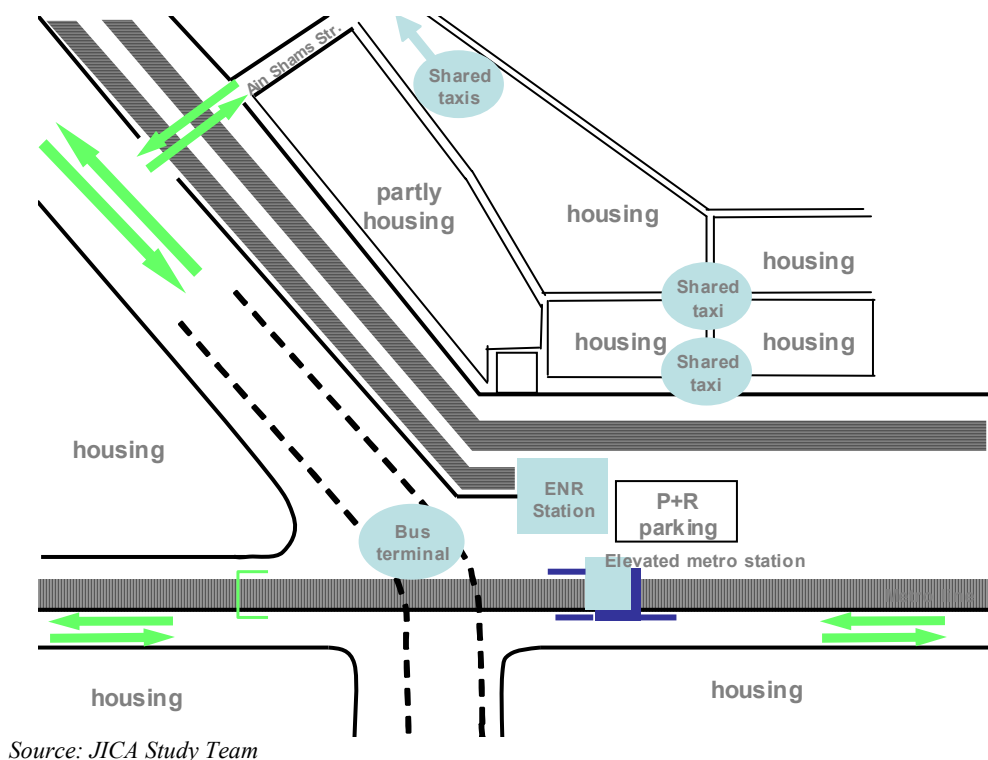 Ain Shams Str.
Shared
taxis
partly
housing
housing
housing
Shared
taxi
housing
housing
Shared
taxi
housing
ENR
Station
P+R
parking
Bus
terminal
Elevated metro station
housing
housing
Source: JICA Study Team